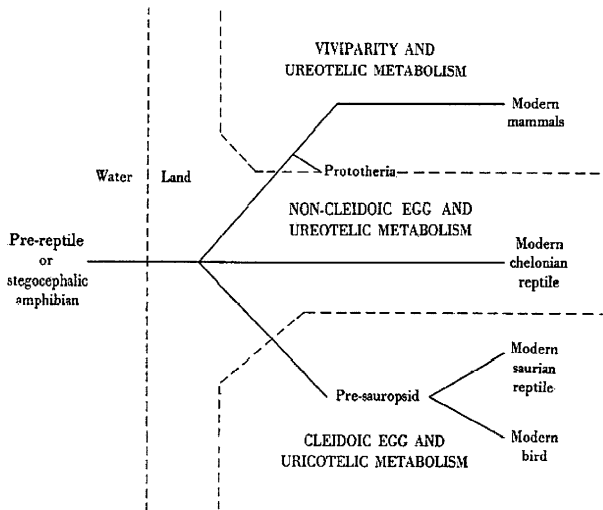 VIVIPARITY AND
UREOTELIC METABOLISM
Modern
mammals
Water
Land
Prototheria
NON-CLEIDOIC EGG AND
UREOTELIC METABOLISM
Pre-reptile
or
stegocephalic
amphibian
Modern
chelonian
reptile
Modern
saurian
reptile
Pre-sauropsid
CLEIDOIC EGG AND
URICOTELIC METABOLISM
Modern
bird